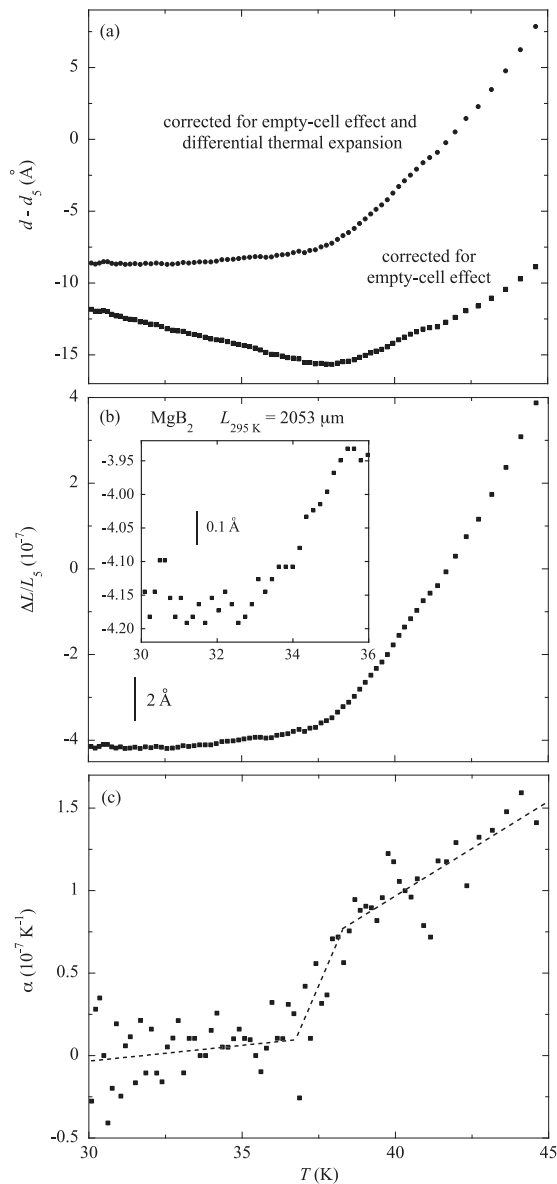 (a)
5
0
-5
-10
-15
d - d5 (Å)
corrected for empty-cell effect and
differential thermal expansion
corrected for
empty-cell effect
(b) MgB2 L295 K = 2053 μm
4
2
0
-2
-4
ΔL/L5 (10-7)
-3.95
-4.00
-4.05
-4.10
-4.15
-4.20
0.1 Å
30 32 34 36
2 Å
(c)
1.5
1
0.5
0
-0.5
α (10-7 K-1)
30 35 40 45
T (K)